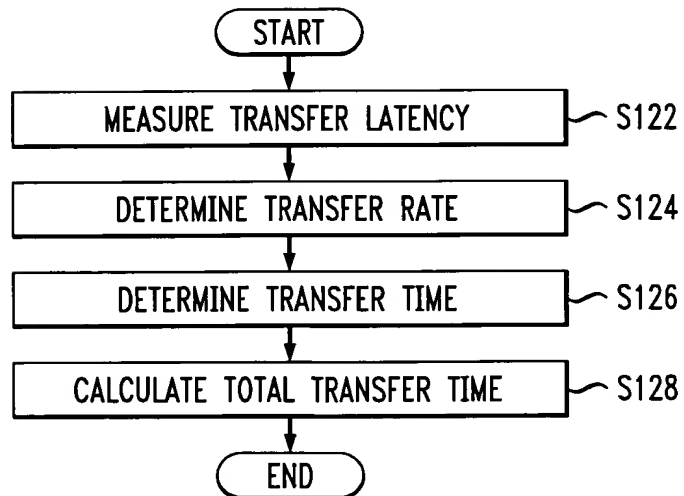 START
MEASURE TRANSFER LATENCY S122
DETERMINE TRANSFER RATE S124
DETERMINE TRANSFER TIME S126
CALCULATE TOTAL TRANSFER TIME S128
END